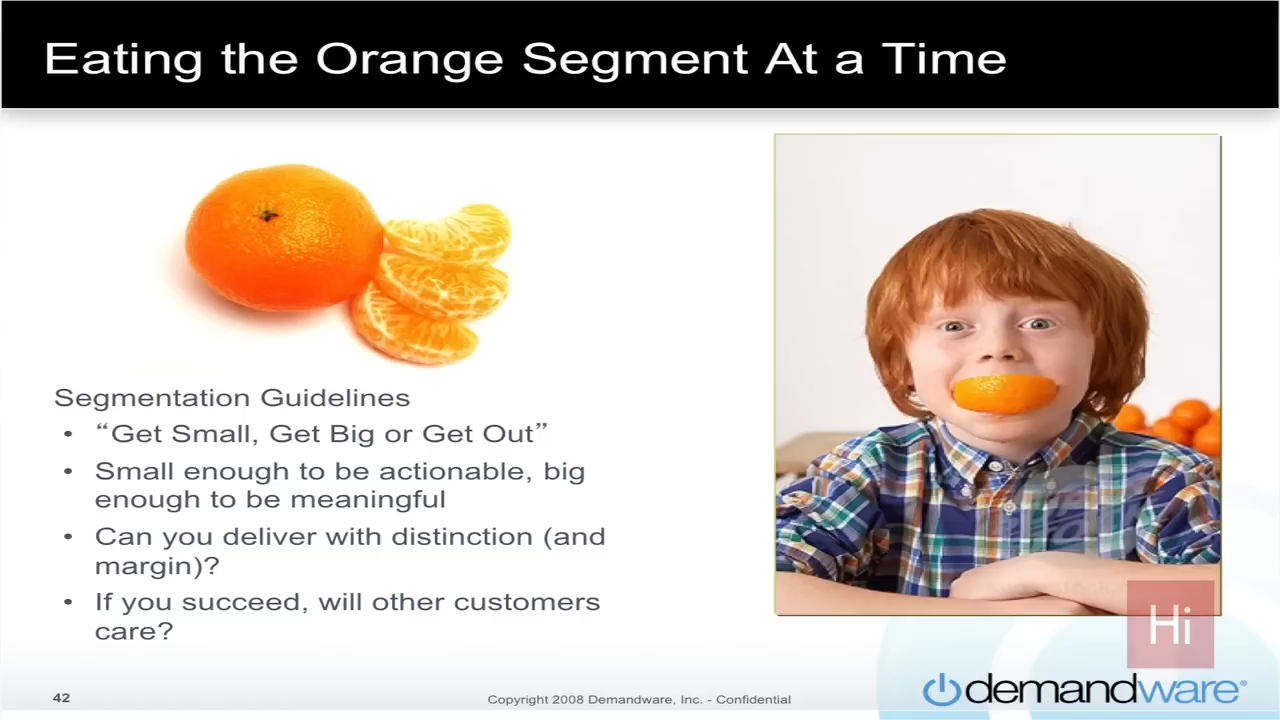 Eating the Orange Segment At a Time
Segmentation Guidelines
• “Get Small, Get Big or Get Out”
• Small enough to be actionable, big
enough to be meaningful
• Can you deliver with distinction (and
margin)?
• If you succeed, will other customers
care?
Hi
42
Copyright 2008 Demandware, Inc. - Confidential
demandware®